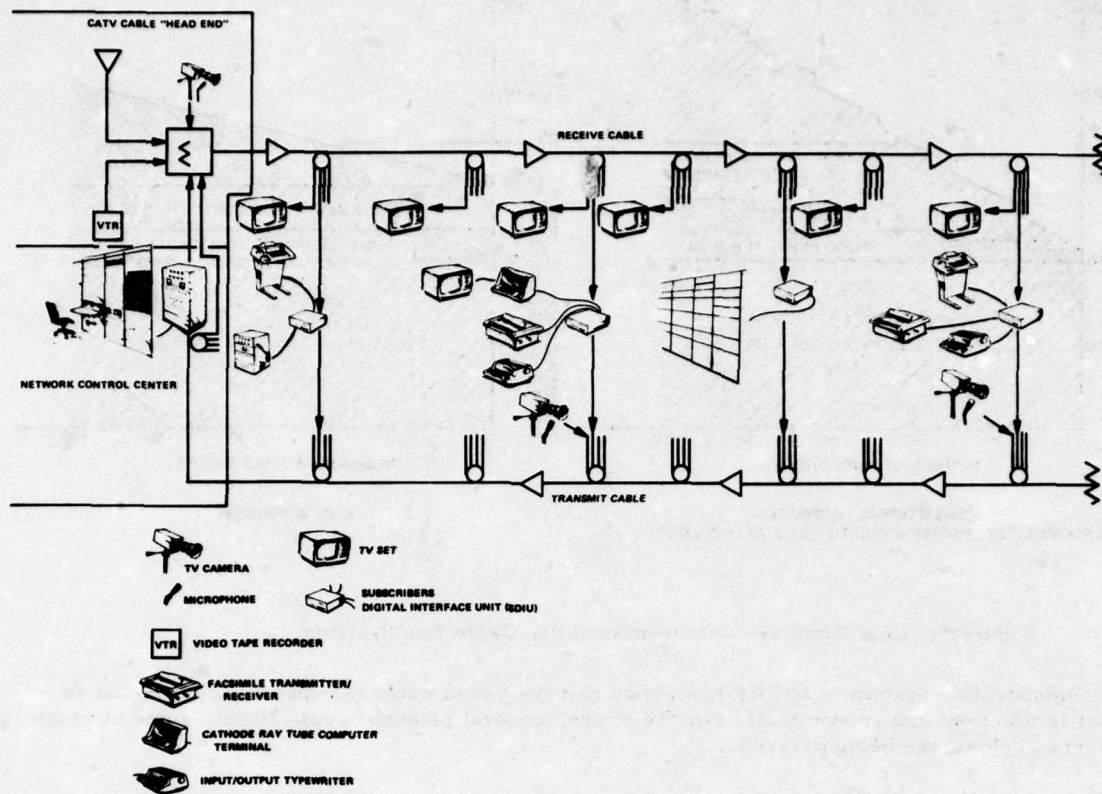 CATV CABLE "HEAD END"
RECEIVE CABLE
VTR
NETWORK CONTROL CENTER
TRANSMIT CABLE
TV CAMERA
TV SET
MICROPHONE
SUBSCRIBERS
DIGITAL INTERFACE UNIT (SDIU)
VTR VIDEO TAPE RECORDER
FACSIMILE TRANSMITTER/
RECEIVER
CATHODE RAY TUBE COMPUTER
TERMINAL
INPUT/OUTPUT TYPEWRITER